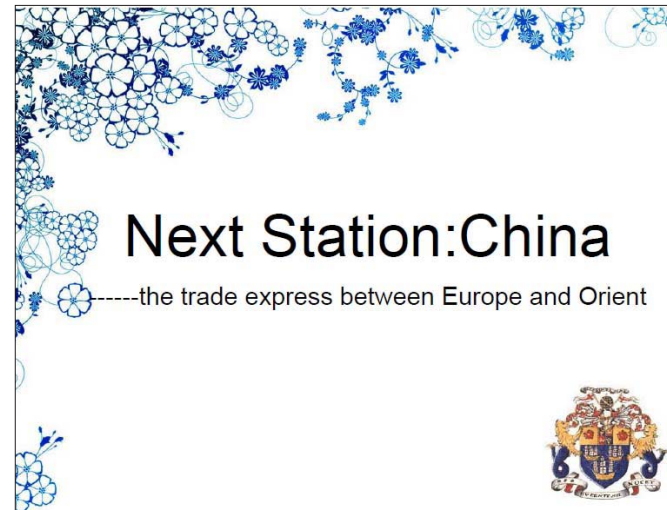 Next Station:China
------the trade express between Europe and Orient